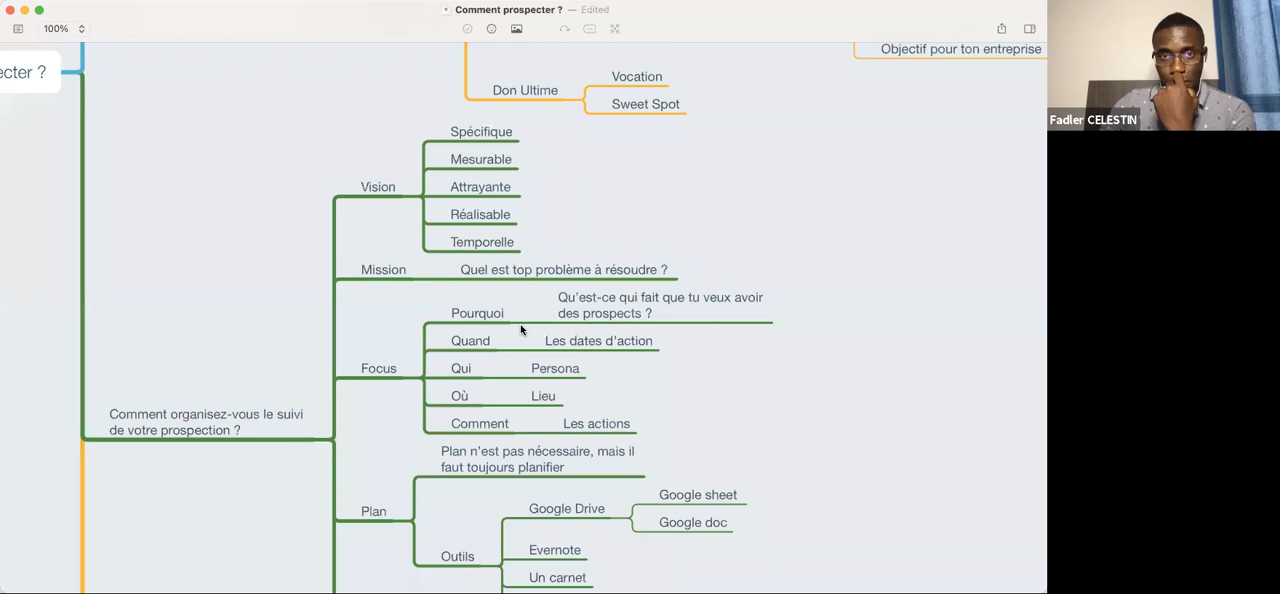 Comment prospecter ? — Edited
100%
ecter ?
Objectif pour ton entreprise
Don Ultime
Vocation
Sweet Spot
Vision
Spécifique
Mesurable
Attrayante
Réalisable
Temporelle
Mission
Quel est top problème à résoudre ?
Focus
Pourquoi
Qu'est-ce qui fait que tu veux avoir
des prospects ?
Quand
Les dates d'action
Qui
Persona
Où
Lieu
Comment
Les actions
Comment organisez-vous le suivi
de votre prospection ?
Plan
Plan n'est pas nécessaire, mais il
faut toujours planifier
Outils
Google Drive
Google sheet
Google doc
Evernote
Un carnet
Fadler CELESTIN